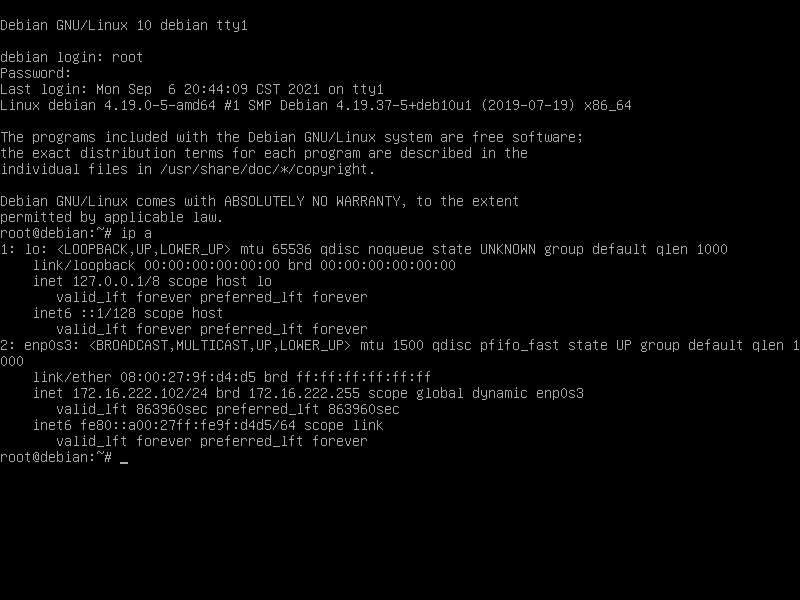 Debian GNU/Linux 10 debian tty1
debian login: root
Password:
Last login: Mon Sep  6 20:44:09 CST 2021 on tty1
Linux debian 4.19.0-5-amd64 #1 SMP Debian 4.19.37-5+deb10u1 (2019-07-19) x86_64
The programs included with the Debian GNU/Linux system are free software;
the exact distribution terms for each program are described in the
individual files in /usr/share/doc/*/copyright.
Debian GNU/Linux comes with ABSOLUTELY NO WARRANTY, to the extent
permitted by applicable law.
root@debian:~# ip a
1: lo: <LOOPBACK,UP,LOWER_UP> mtu 65536 qdisc noqueue state UNKNOWN group default qlen 1000
    link/loopback 00:00:00:00:00:00 brd 00:00:00:00:00:00
    inet 127.0.0.1/8 scope host lo
       valid_lft forever preferred_lft forever
    inet6 ::1/128 scope host
       valid_lft forever preferred_lft forever
2: enp0s3: <BROADCAST,MULTICAST,UP,LOWER_UP> mtu 1500 qdisc pfifo_fast state UP group default qlen 1
000
    link/ether 08:00:27:9f:d4:d5 brd ff:ff:ff:ff:ff:ff
    inet 172.16.222.102/24 brd 172.16.222.255 scope global dynamic enp0s3
       valid_lft 863960sec preferred_lft 863960sec
    inet6 fe80::a00:27ff:fe9f:d4d5/64 scope link
       valid_lft forever preferred_lft forever
root@debian:~# _